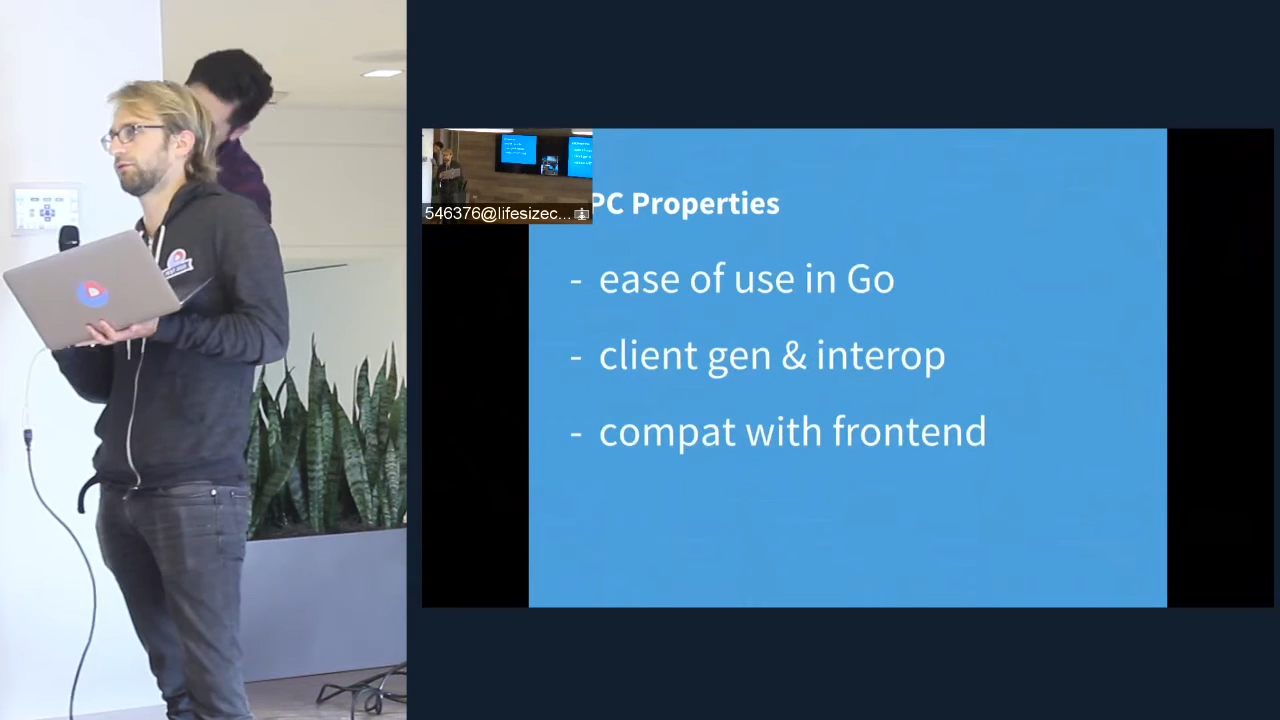 546376@lifesizec...
PC Properties
- ease of use in Go
- client gen & interop
- compat with frontend